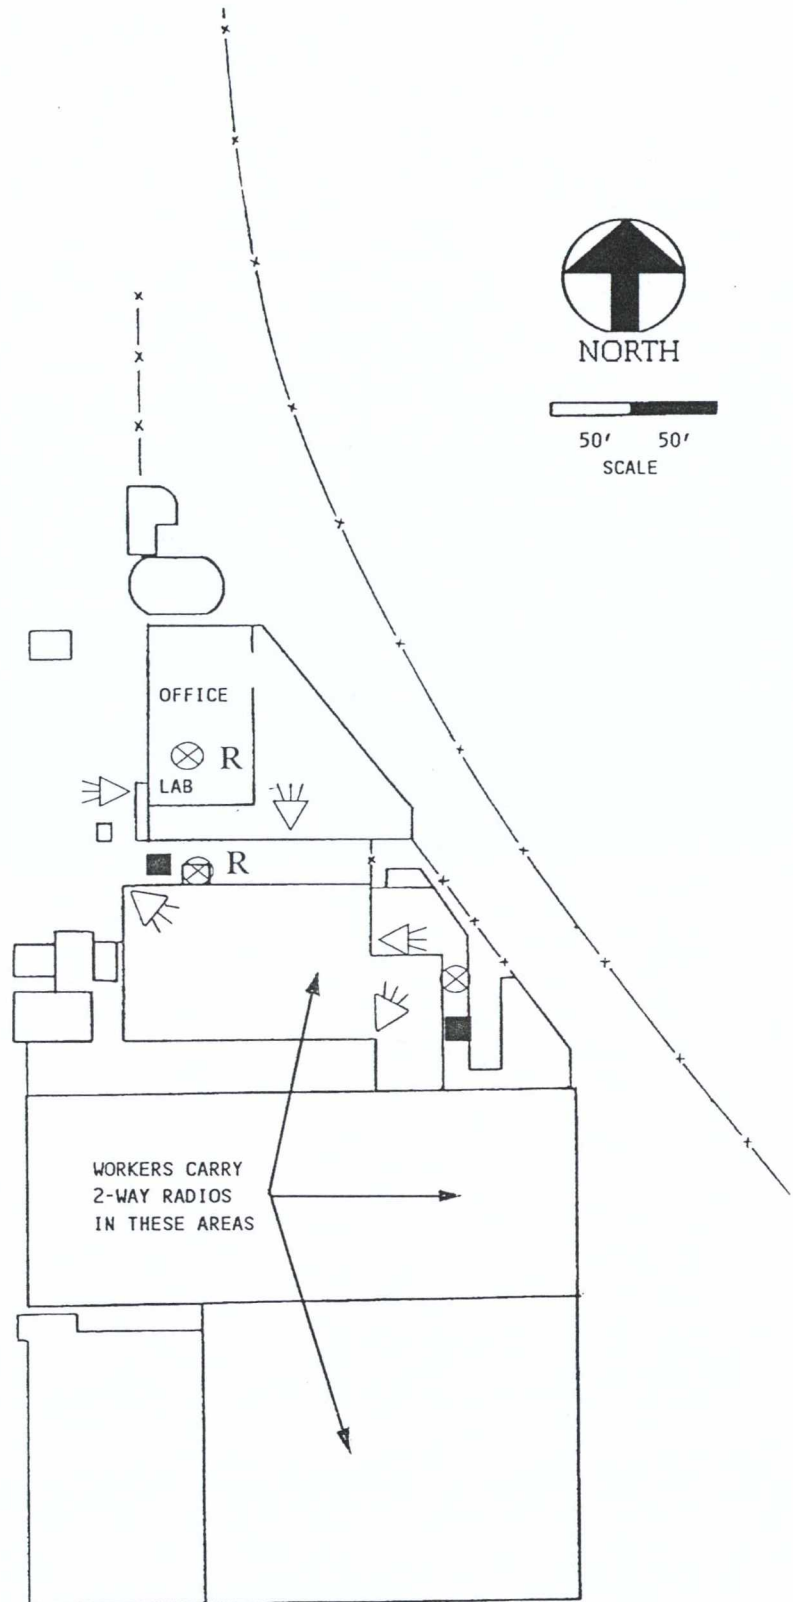 NORTH
50' 50'
SCALE
OFFICE
R
LAB
R
WORKERS CARRY
2-WAY RADIOS
IN THESE AREAS